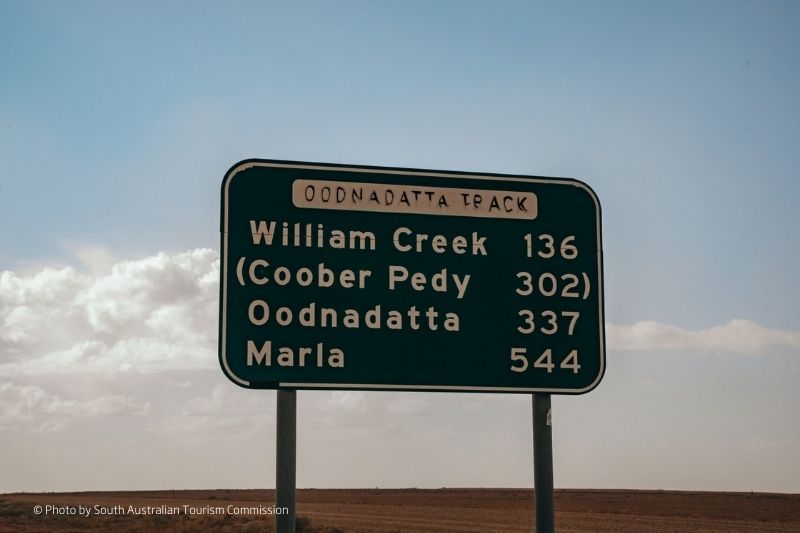 OODNADATTA TRACK
William Creek 136
(Coober Pedy 302)
Oodnadatta 337
Marla 544
© Photo by South Australian Tourism Commission